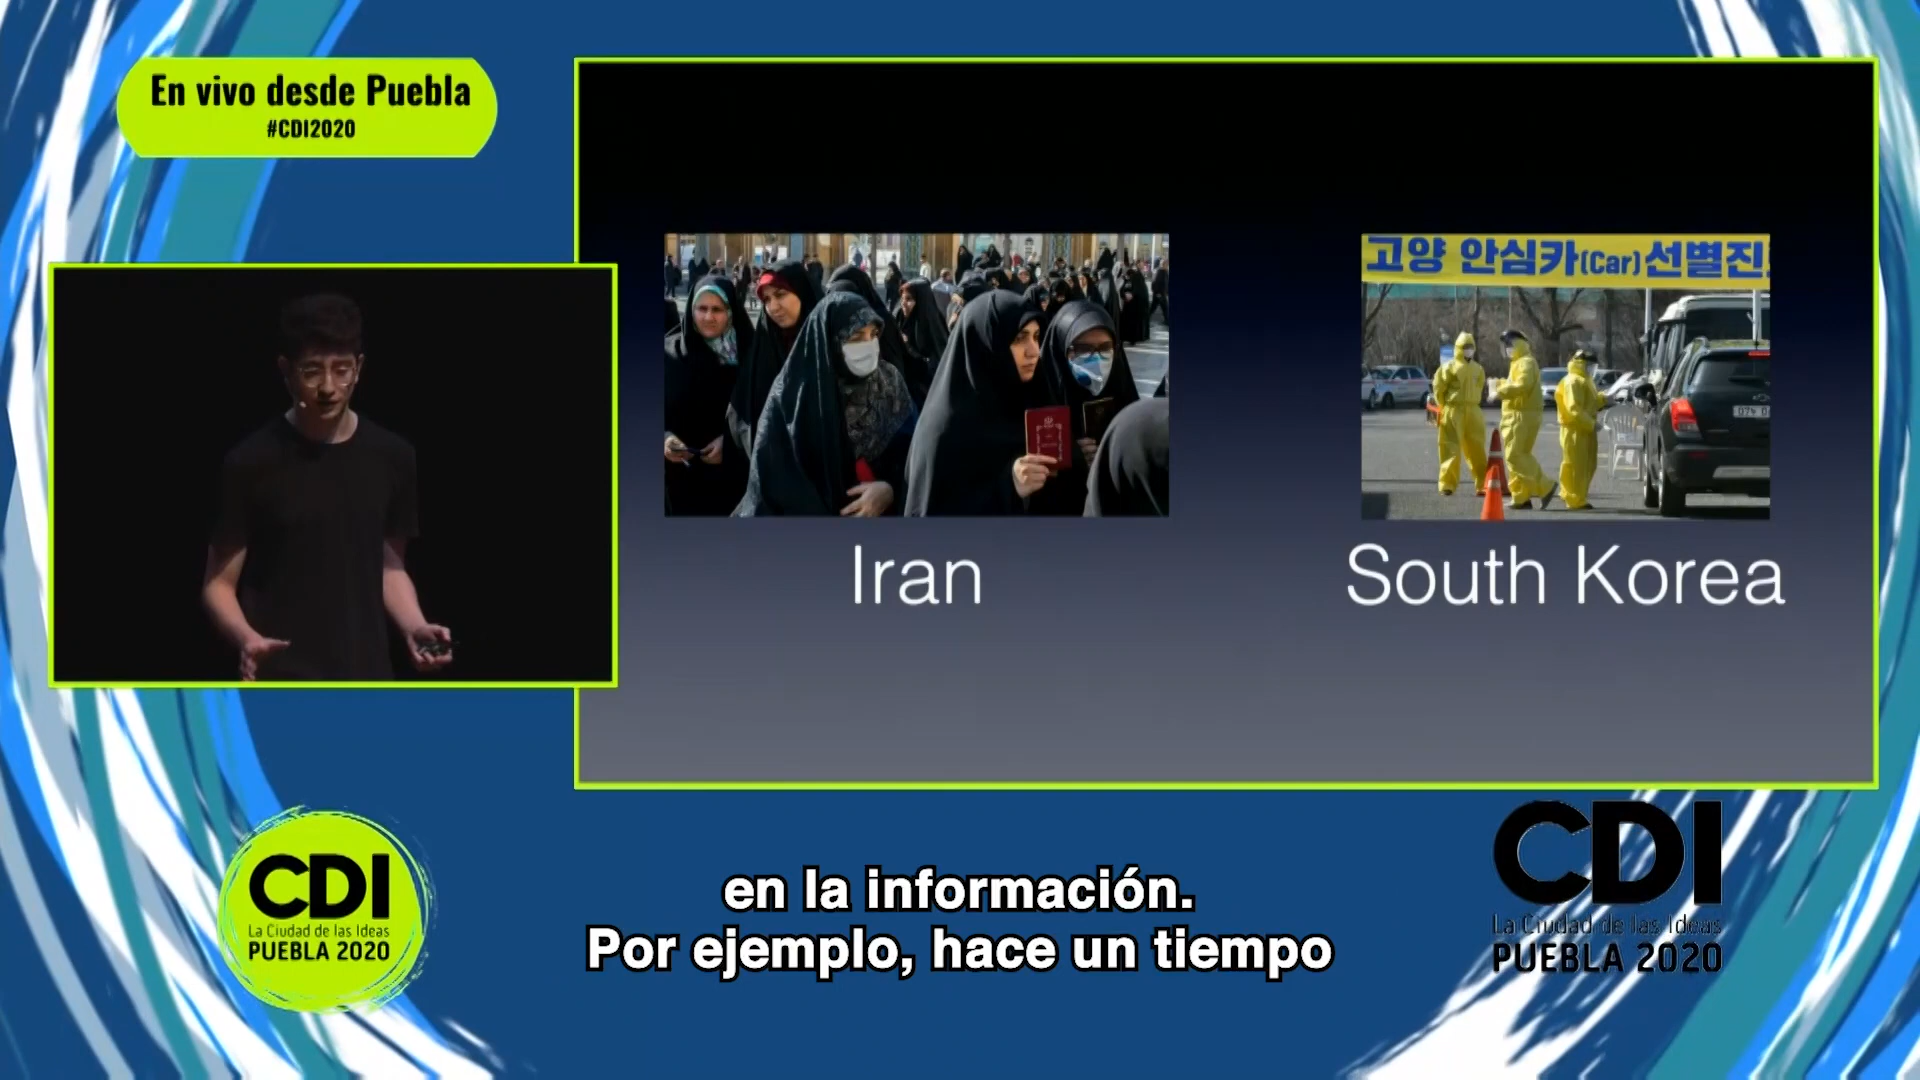 En vivo desde Puebla
#CDI2020
고양 안심카(Car)선별진
Iran
South Korea
CDI
La Ciudad de las Ideas
PUEBLA 2020
en la información.
Por ejemplo, hace un tiempo
CDI
La Ciudad de las Ideas
PUEBLA 2020